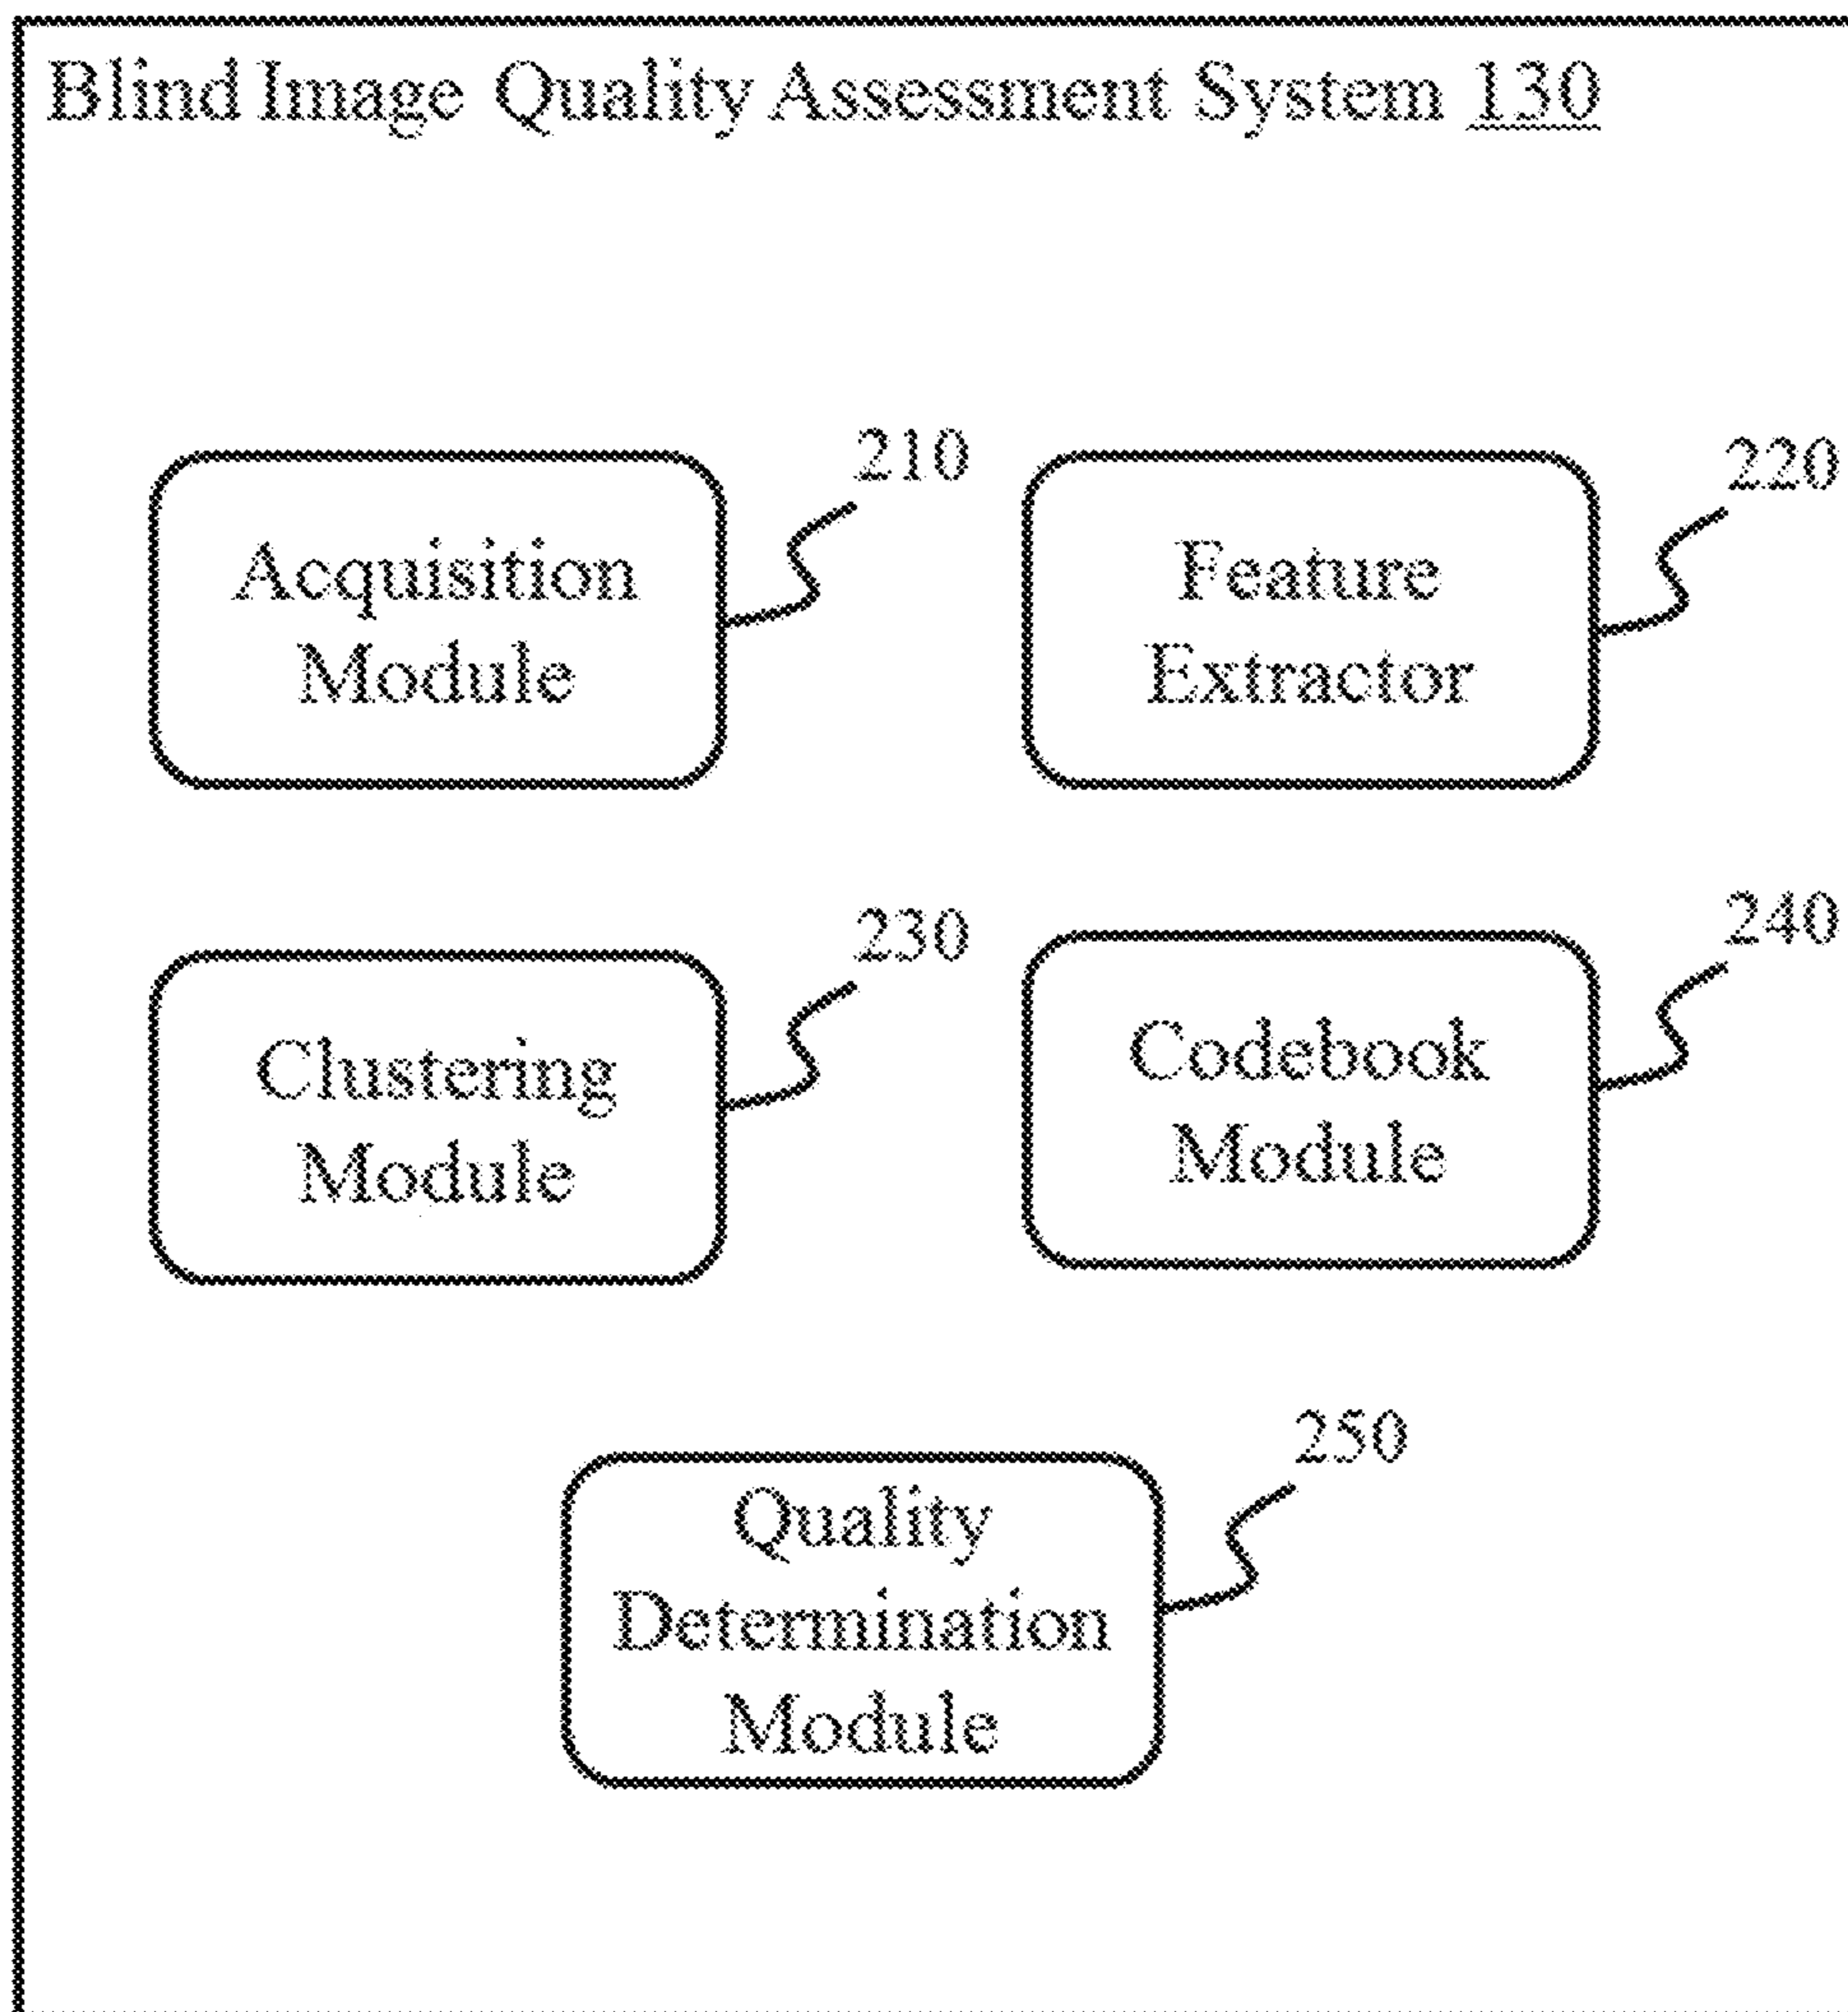 Blind Image Quality Assessment System 130
210
Acquisition
Module
220
Feature
Extractor
230
Clustering
Module
240
Codebook
Module
250
Quality
Determination
Module